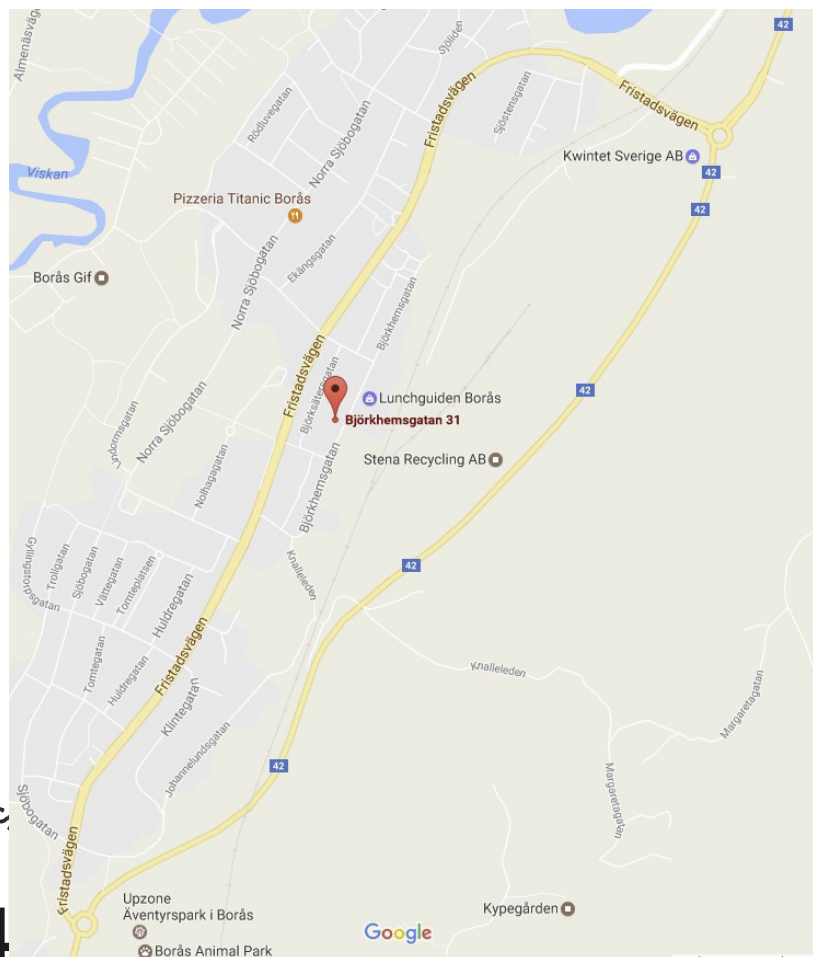 Almenäsväg
42
Sjöliden
Fristadsvägen
Fristadsvägen
Sjöstensgatan
Rödluvegatan
Norra Sjöbogatan
Kwintet Sverige AB
42
Viskan
Pizzeria Titanic Borås
42
Ekängsgatan
Norra Sjöbogatan
Borås Gif
Björkhemsgatan
Fristadsvägen
Björksätersgatan
42
Lunchguiden Borås
Björkhemsgatan 31
Norra Sjöbogatan
Lingormsgatan
Stena Recycling AB
Nolhagagatan
Björkhemsgatan
Knalleleden
42
Gyllingstorpsgatan
Trollgatan
Sjöbogatan
Vättegatan
Tomteplatsen
Huldregatan
Tomtegatan
Huldregatan
Fristadsvägen
Knalleleden
Klintegatan
Margaretagatan
Johannelundsgatan
42
Margaretagatan
Sjöbogatan
Fristadsvägen
Upzone
Äventyrspark i Borås
Kypegården
Google
Borås Animal Park